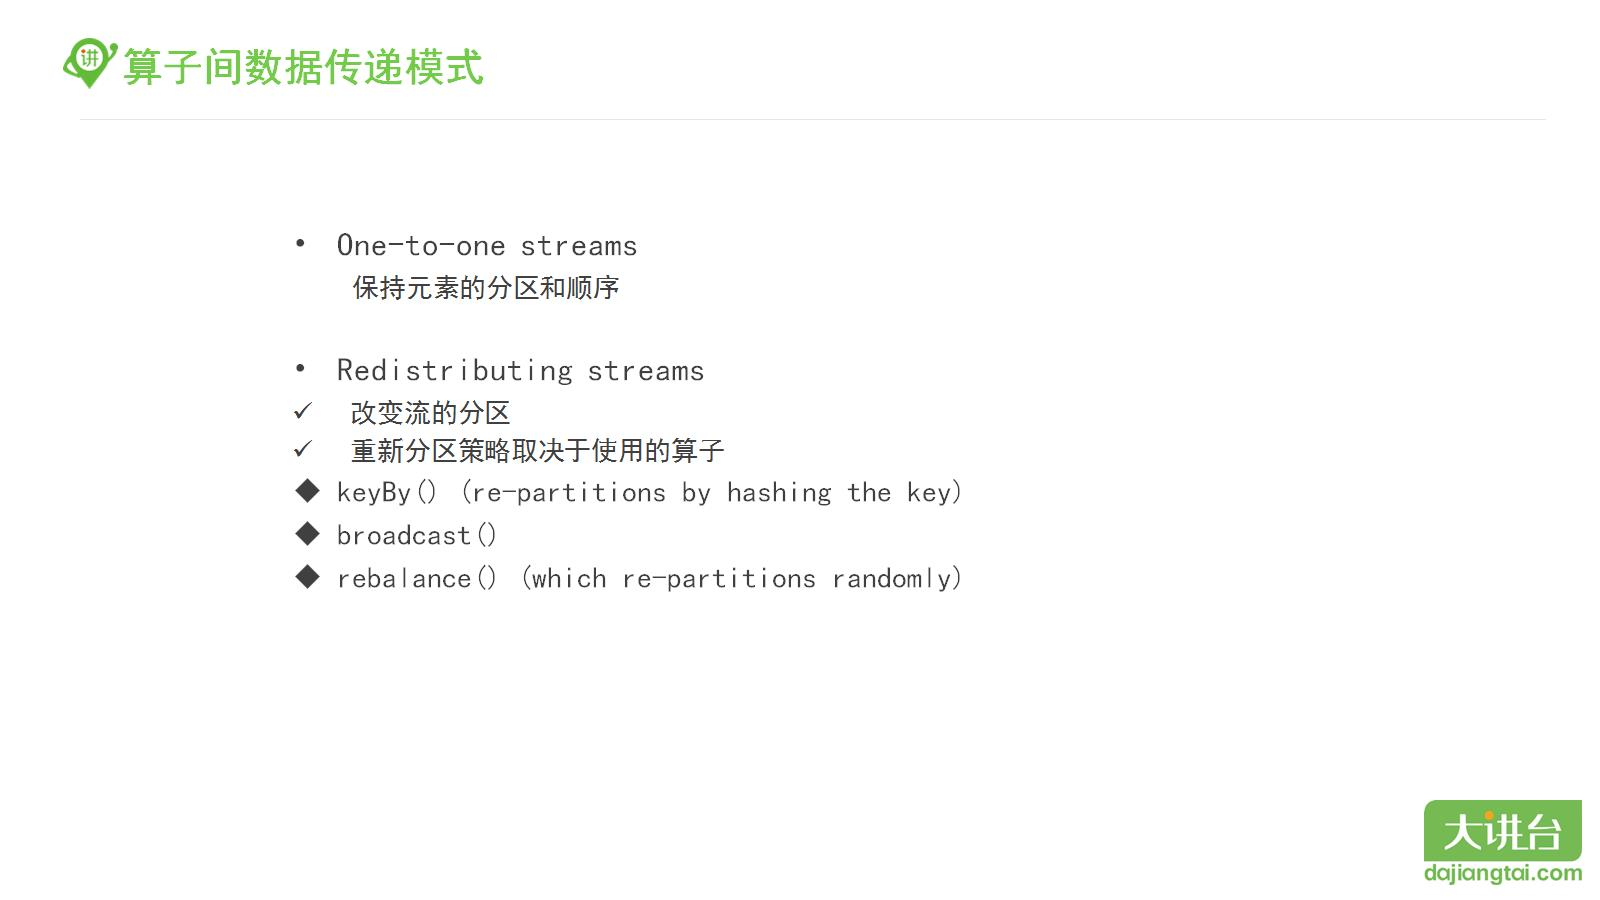 讲
算子间数据传递模式
• One-to-one streams
保持元素的分区和顺序
• Redistributing streams
✓ 改变流的分区
✓ 重新分区策略取决于使用的算子
◆ keyBy() (re-partitions by hashing the key)
◆ broadcast()
◆ rebalance() (which re-partitions randomly)
大讲台
dajiangtai.com